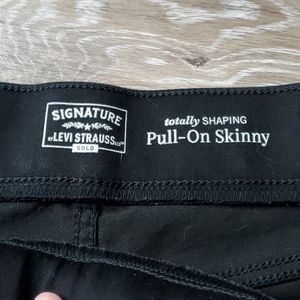 SIGNATURE
BY LEVI STRAUSS & CO.
GOLD
totally SHAPING
Pull-On Skinny